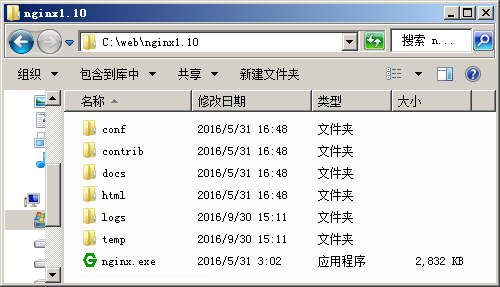 nginx1.10
C:\web\nginx1.10 搜索 n...
组织 包含到库中 共享 新建文件夹
名称 修改日期 类型 大小
conf 2016/5/31 16:48 文件夹
contrib 2016/5/31 16:48 文件夹
docs 2016/5/31 16:48 文件夹
html 2016/5/31 16:48 文件夹
logs 2016/9/30 15:11 文件夹
temp 2016/9/30 15:11 文件夹
nginx.exe 2016/5/31 3:02 应用程序 2,832 KB